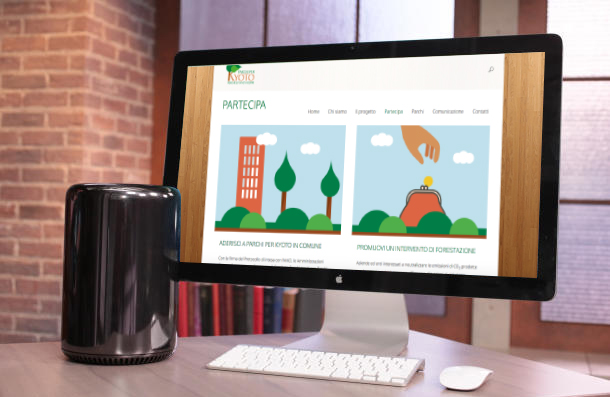 KYOTO
PARTECIPA
Home Chi siamo Il progetto Partecipa Parchi Comunicazione Contatti
ADERISCI A PARCHI PER KYOTO IN COMUNE
PROMUOVI UN INTERVENTO DI FORESTAZIONE